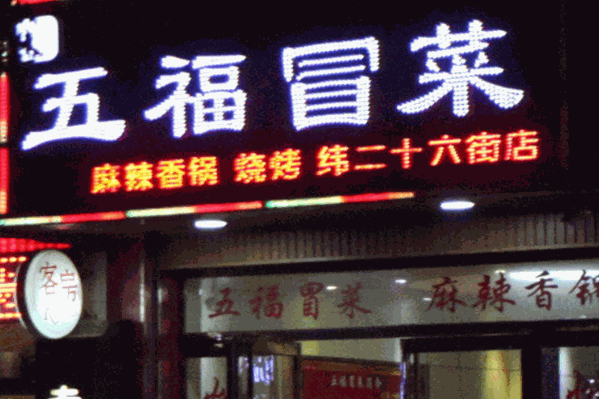 五福冒菜
麻辣香锅 烧烤 纬二十六街店
五福冒菜 麻辣香锅